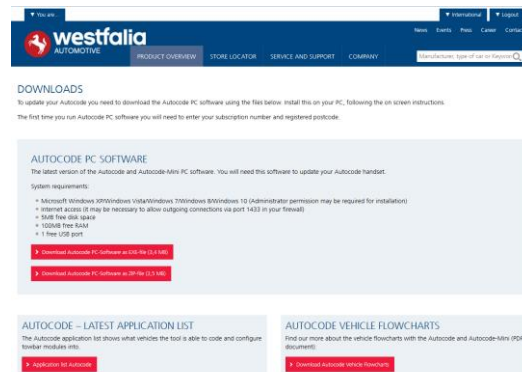 You are
International
Logout
westfalia
AUTOMOTIVE
News Events Press Career Contact
PRODUCT OVERVIEW STORE LOCATOR SERVICE AND SUPPORT COMPANY
Manufacturer, type of car or Keyword
DOWNLOADS
To update your Autocode you need to download the Autocode PC software using the files below. Install this on your PC, following the on screen instructions.
The first time you run Autocode PC software you will need to enter your subscription number and registered postcode.
AUTOCODE PC SOFTWARE
The latest version of the Autocode and Autocode-Mini PC software. You will need this software to update your Autocode handset.
System requirements:
Microsoft Windows XP/Windows Vista/Windows 7/Windows 8/Windows 10 (Administrator permission may be required for installation)
Internet access (it may be necessary to allow outgoing connections via port 1433 in your firewall)
5MB free disk space
100MB free RAM
1 free USB port
Download Autocode PC-Software as EXE-file (3,4 MB)
Download Autocode PC-Software as ZIP-file (3,5 MB)
AUTOCODE – LATEST APPLICATION LIST
The Autocode application list shows what vehicles the tool is able to code and configure
towbar modules into.
Application list Autocode
AUTOCODE VEHICLE FLOWCHARTS
Find our more about the vehicle flowcharts with the Autocode and Autocode-Mini (PDF
document):
Download Autocode Vehicle Flowcharts